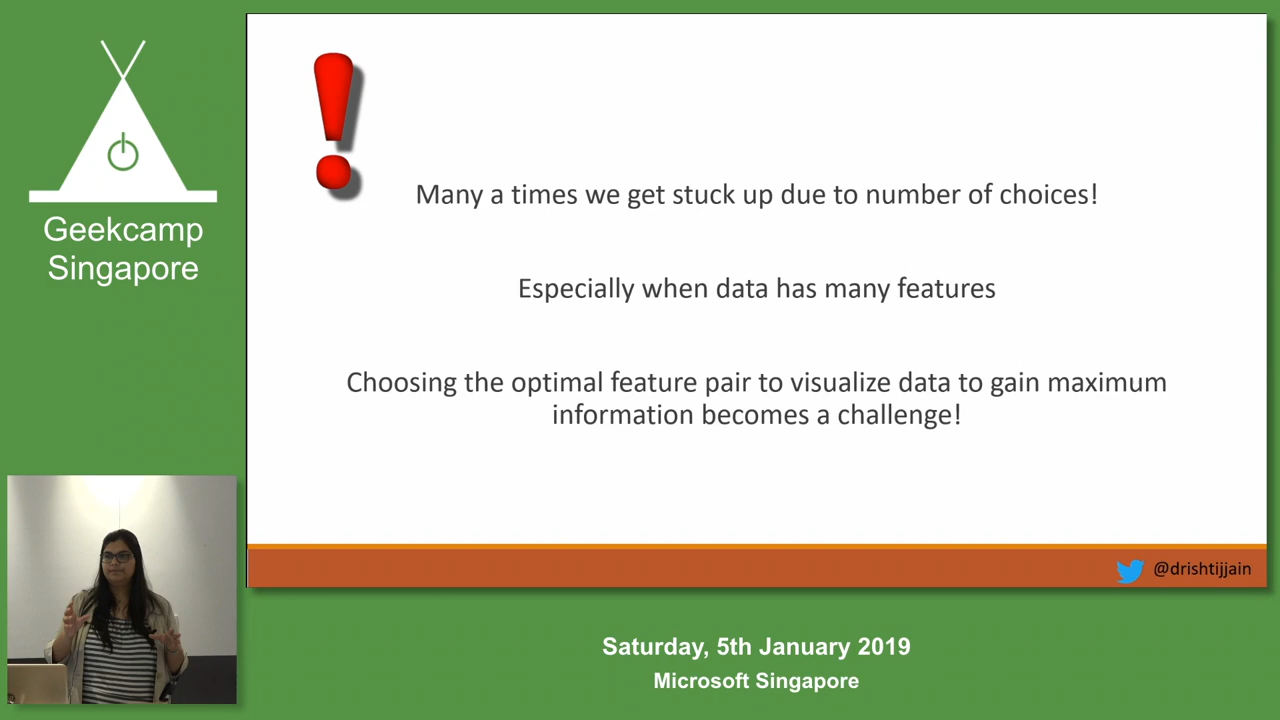 Geekcamp
Singapore
Many a times we get stuck up due to number of choices!
Especially when data has many features
Choosing the optimal feature pair to visualize data to gain maximum
information becomes a challenge!
@drishtijjain
Saturday, 5th January 2019
Microsoft Singapore